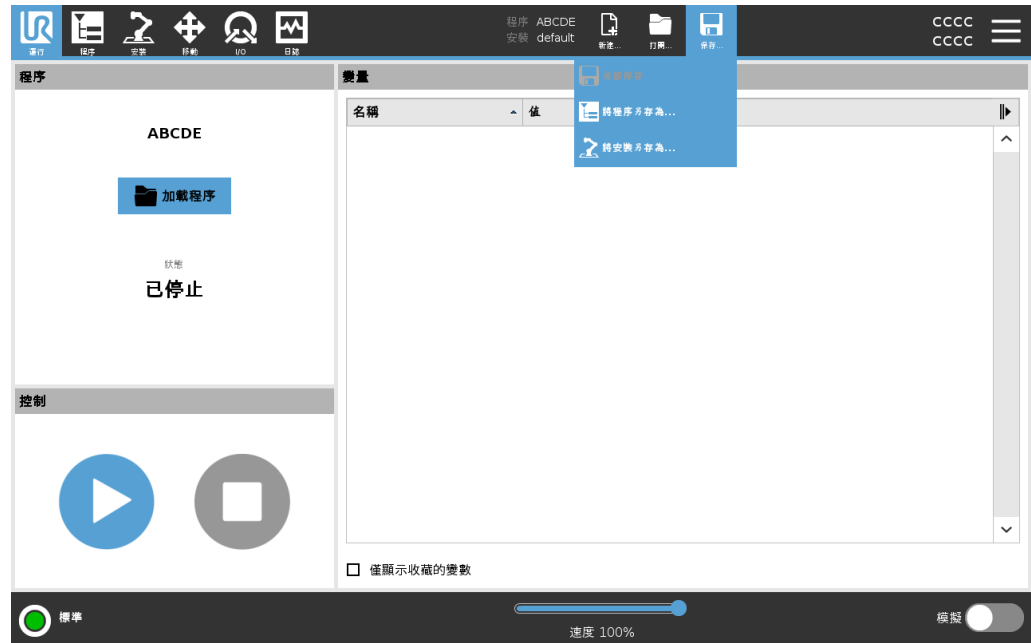 UR
運行
程序
安裝
移動
I/O
日誌
程序 ABCDE
安裝 default
新建...
打開...
保存...
CCCC
CCCC
將程序另存為...
將安裝另存為...
程序
ABCDE
加載程序
狀態
已停止
控制
變量
名稱
值
僅顯示收藏的變數
標準
速度 100%
模擬